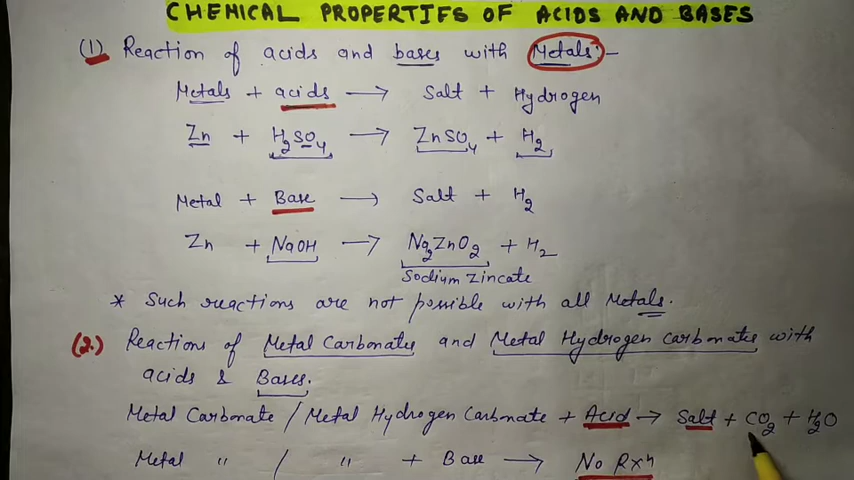 CHEMICAL PROPERTIES OF ACIDS AND BASES
(1) Reaction of acids and bases with Metals:-
Metals + acids → Salt + Hydrogen
Zn + H₂SO₄ → ZnSO₄ + H₂
Metal + Base → Salt + H₂
Zn + NaOH → Na₂ZnO₂ + H₂
Sodium Zincate
* Such reactions are not possible with all Metals.
(2.) Reactions of Metal Carbonates and Metal Hydrogen Carbonates with
acids & Bases.
Metal Carbonate / Metal Hydrogen Carbonate + Acid → Salt + CO₂ + H₂O
Metal " / " + Base → No Rxⁿ